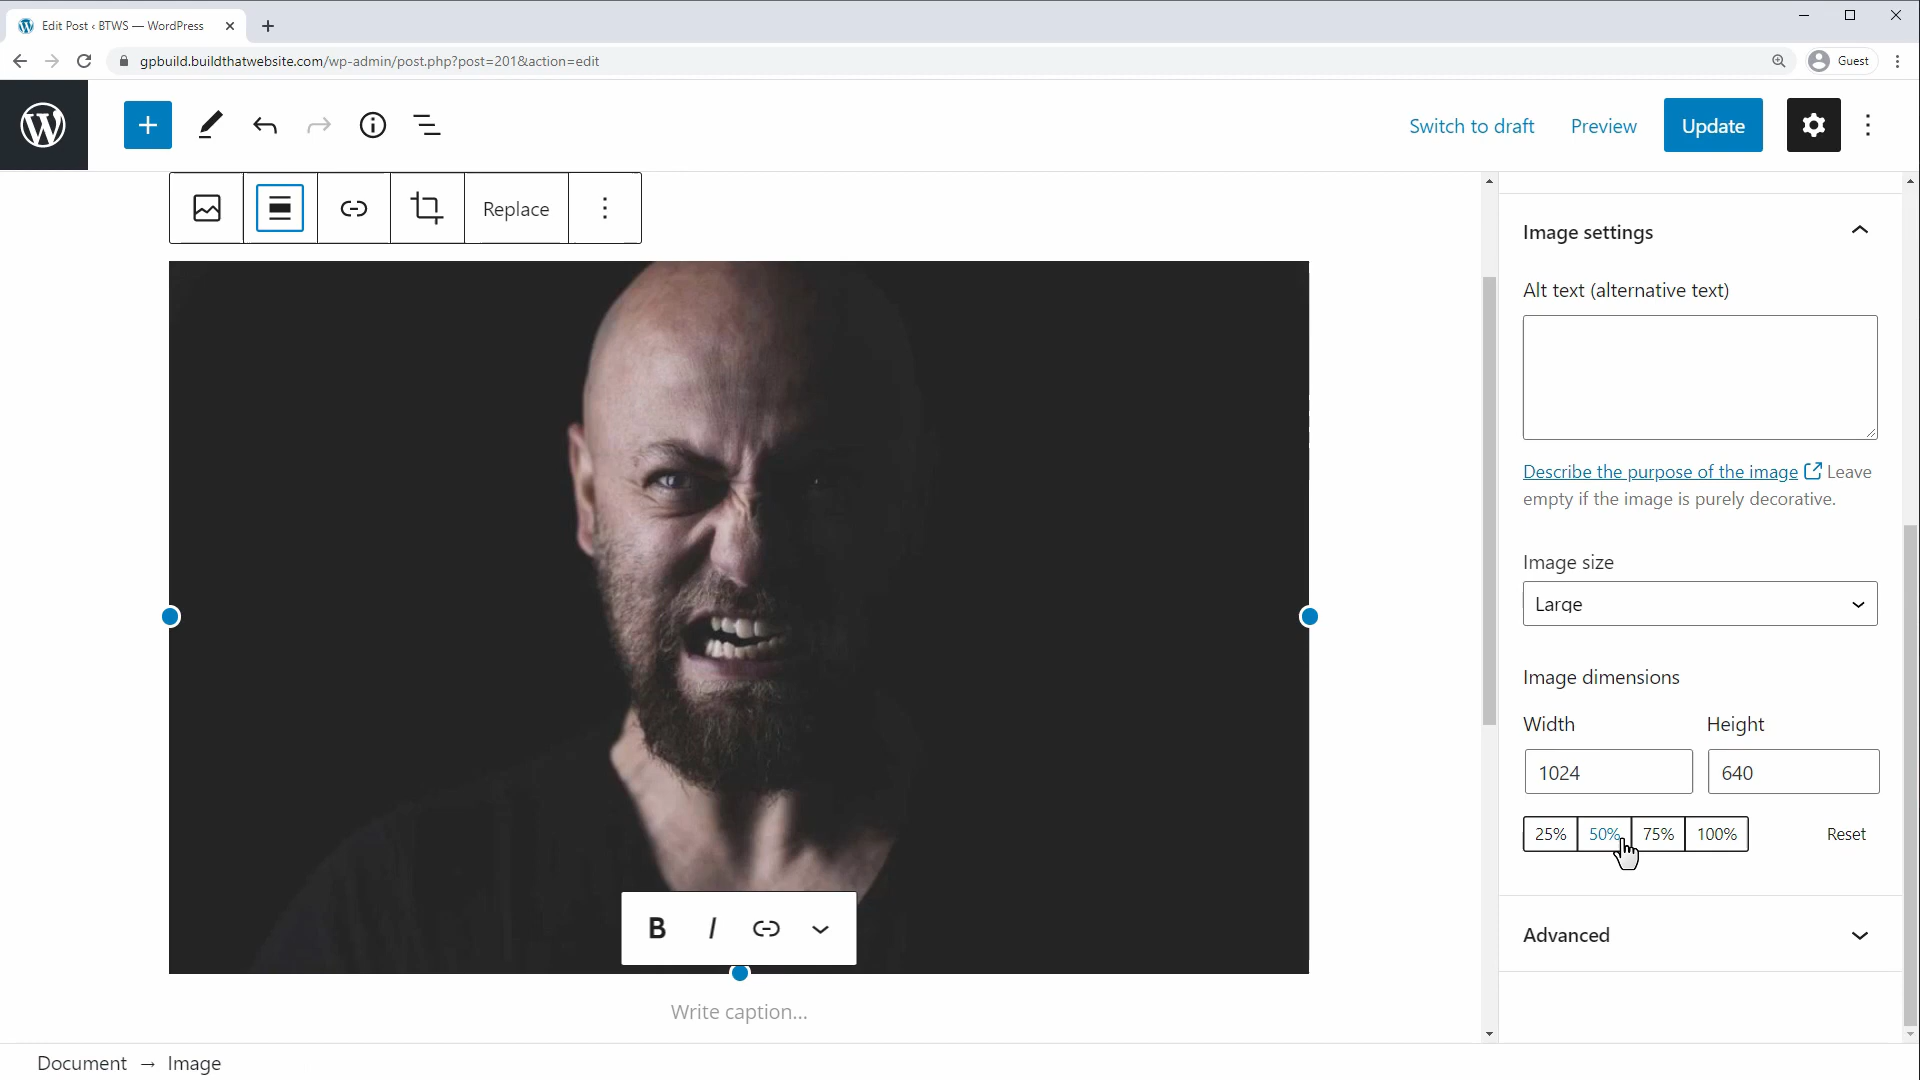 Edit Post ‹ BTWS — WordPress
gpbuild.buildthatwebsite.com/wp-admin/post.php?post=201&action=edit
Guest
Switch to draft
Preview
Update
Replace
Image settings
Alt text (alternative text)
Describe the purpose of the image Leave
empty if the image is purely decorative.
Image size
Large
Image dimensions
Width Height
1024 640
25% 50% 75% 100% Reset
B I
Advanced
Write caption...
Document → Image